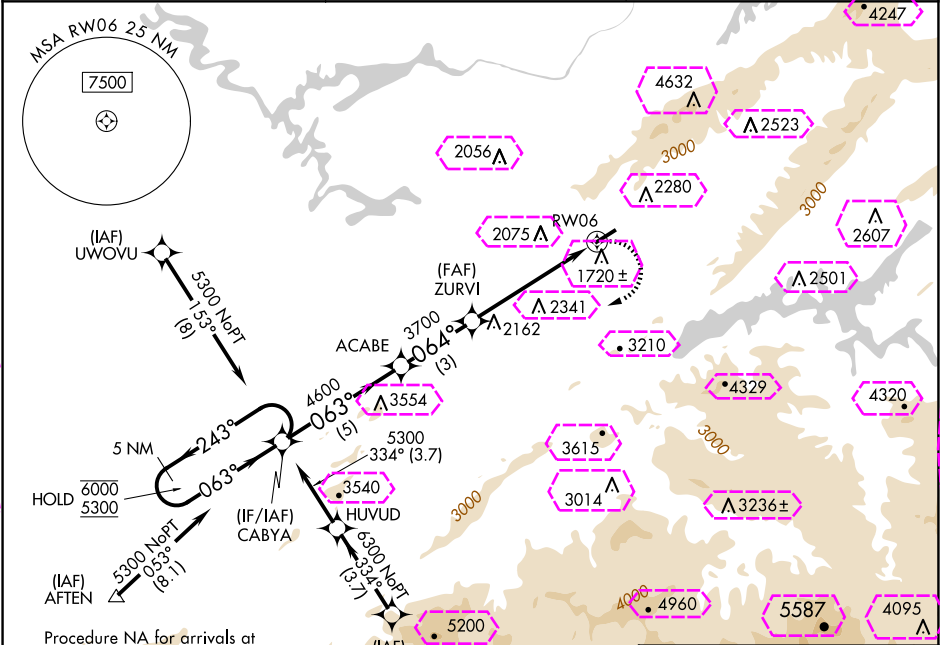 MSA RW06 25 NM
7500
4247
4632
2523
2056
3000
2280
3000
RW06
2075
2607
1720 ±
2501
(IAF)
UWOVU
5300 NoPT
153°
(8)
(FAF)
ZURVI
2341
3700
064°
(3)
2162
3210
ACABE
4329
4320
4600
063°
(5)
3554
5 NM
243°
063°
HOLD
6000
5300
5300
334° (3.7)
3615
3000
3540
3014
3000
3236±
(IF/IAF)
CABYA
HUVUD
6300 NoPT
334°
(3.7)
5300 NoPT
053°
(8.1)
(IAF)
AFTEN
4000
4960
5587
4095
5200
Procedure NA for arrivals at
(IAF)